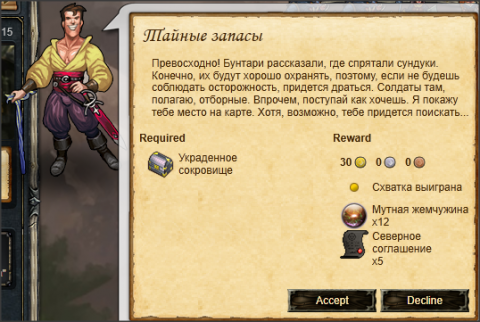 15
Тайные запасы
Превосходно! Бунтари рассказали, где спрятали сундуки.
Конечно, их будут хорошо охранять, поэтому, если не будешь
соблюдать осторожность, придется драться. Солдаты там,
полагаю, отборные. Впрочем, поступай как хочешь. Я покажу
тебе место на карте. Хотя, возможно, тебе придется поискать...
Required
Украденное
сокровище
Reward
30 0 0
Схватка выиграна
Мутная жемчужина
x12
Северное
соглашение
x5
Accept Decline